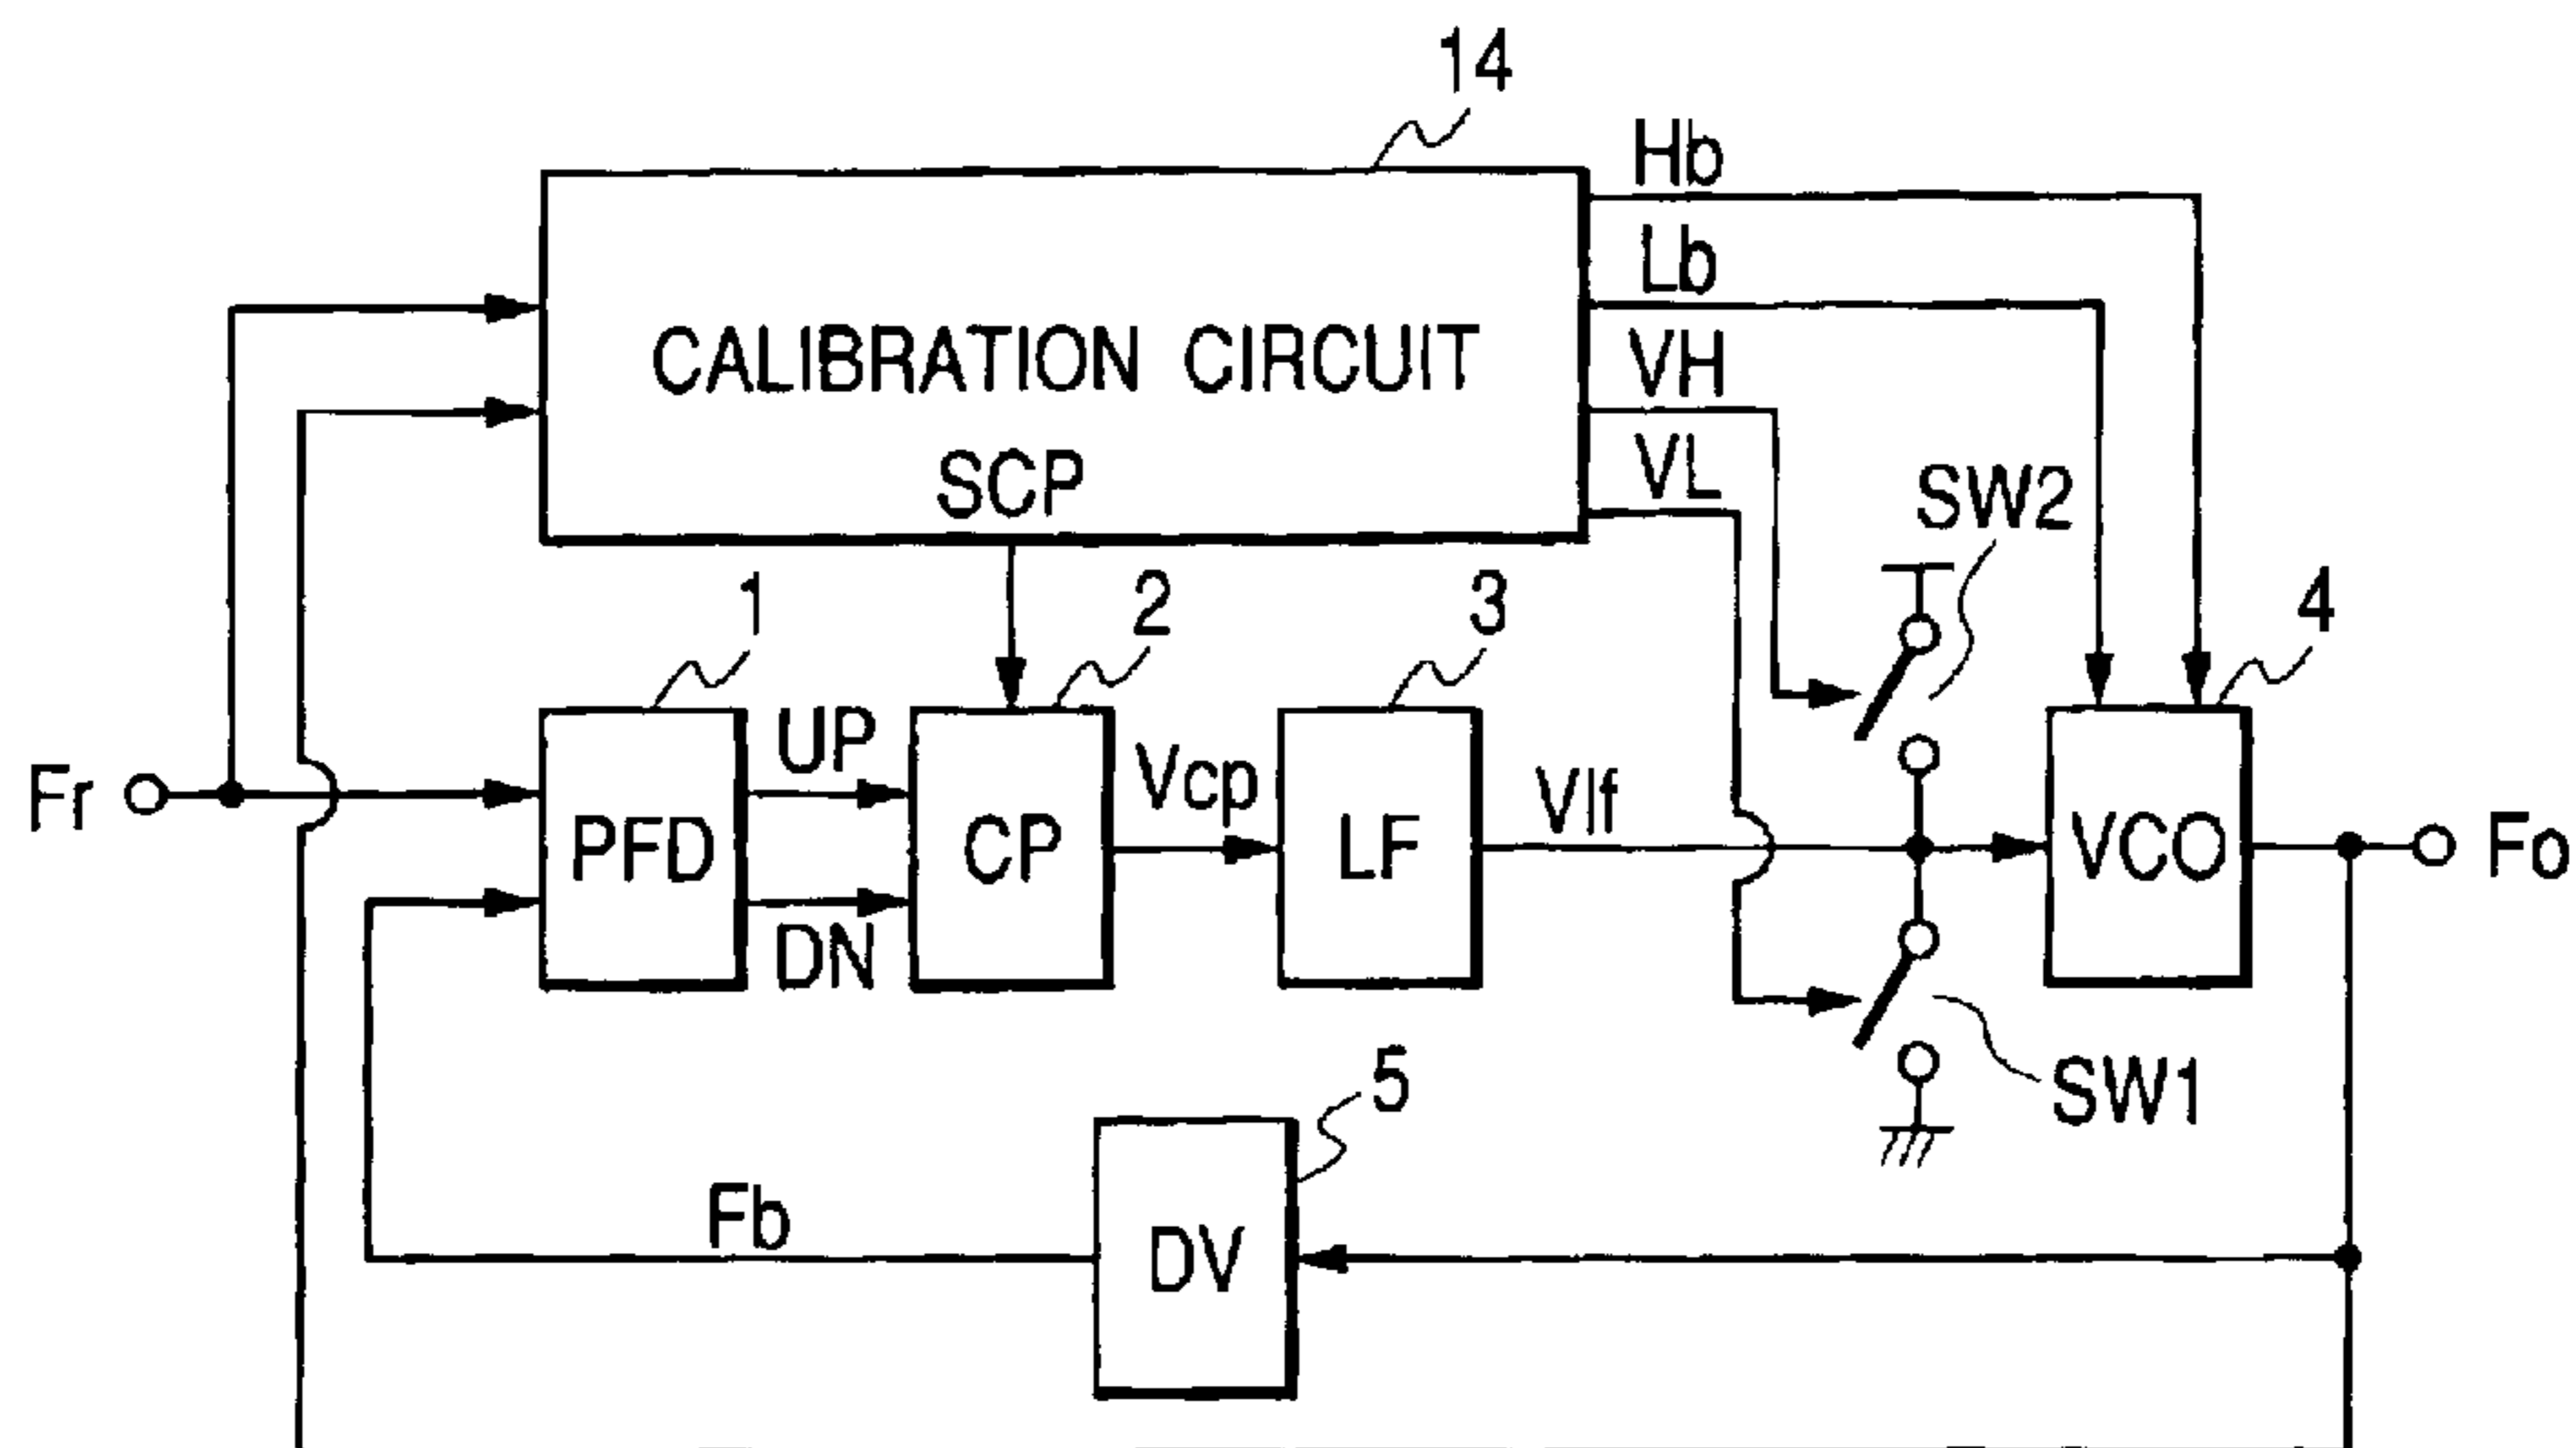 14
Hb
Lb
CALIBRATION CIRCUIT
VH
VL
SCP
SW2
1
2
3
4
UP
Vcp
Vlf
Fr
PFD
CP
LF
VCO
Fo
DN
5
SW1
Fb
DV